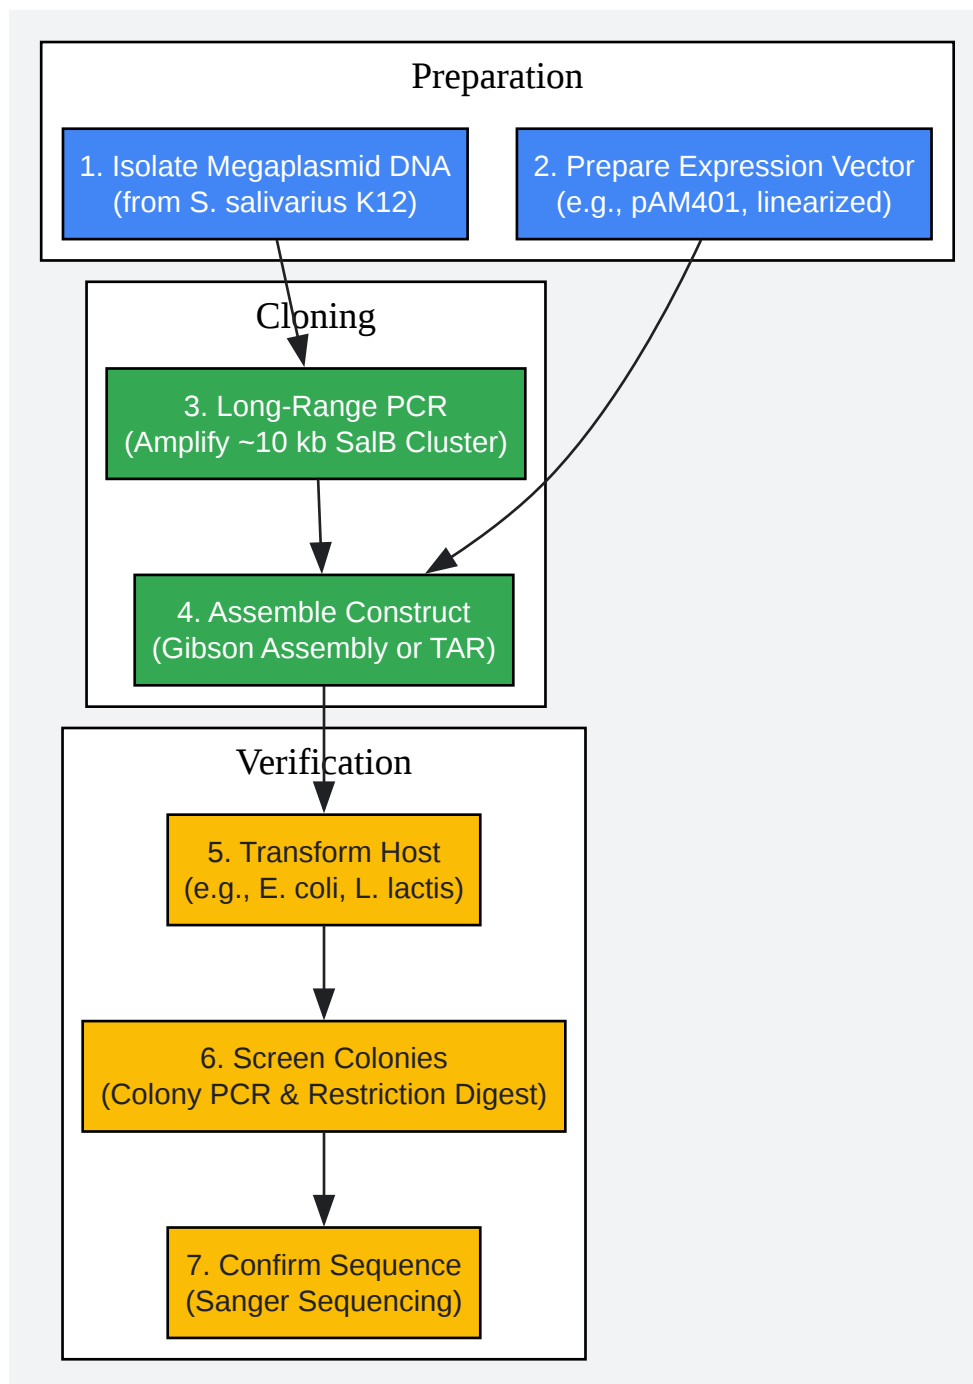 Preparation
1. Isolate Megaplasmid DNA
(from S. salivarius K12)
2. Prepare Expression Vector
(e.g., pAM401, linearized)
Cloning
3. Long-Range PCR
(Amplify ~10 kb SalB Cluster)
4. Assemble Construct
(Gibson Assembly or TAR)
Verification
5. Transform Host
(e.g., E. coli, L. lactis)
6. Screen Colonies
(Colony PCR & Restriction Digest)
7. Confirm Sequence
(Sanger Sequencing)